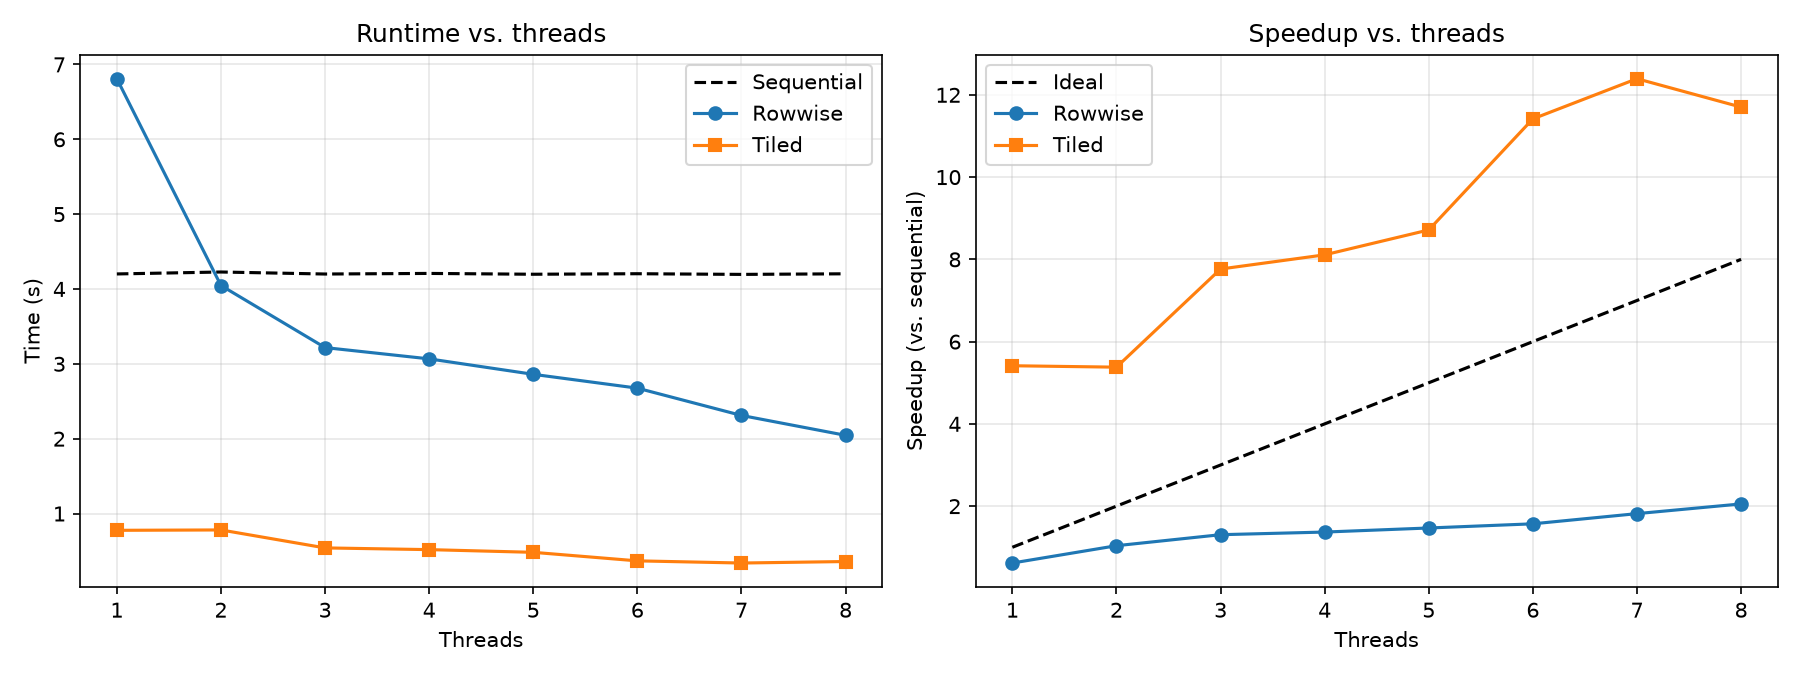 Runtime vs. threads
Time (s)
7
6
5
4
3
2
1
Sequential
Rowwise
Tiled
1 2 3 4 5 6 7 8
Threads
Speedup vs. threads
Speedup (vs. sequential)
12
10
8
6
4
2
Ideal
Rowwise
Tiled
1 2 3 4 5 6 7 8
Threads